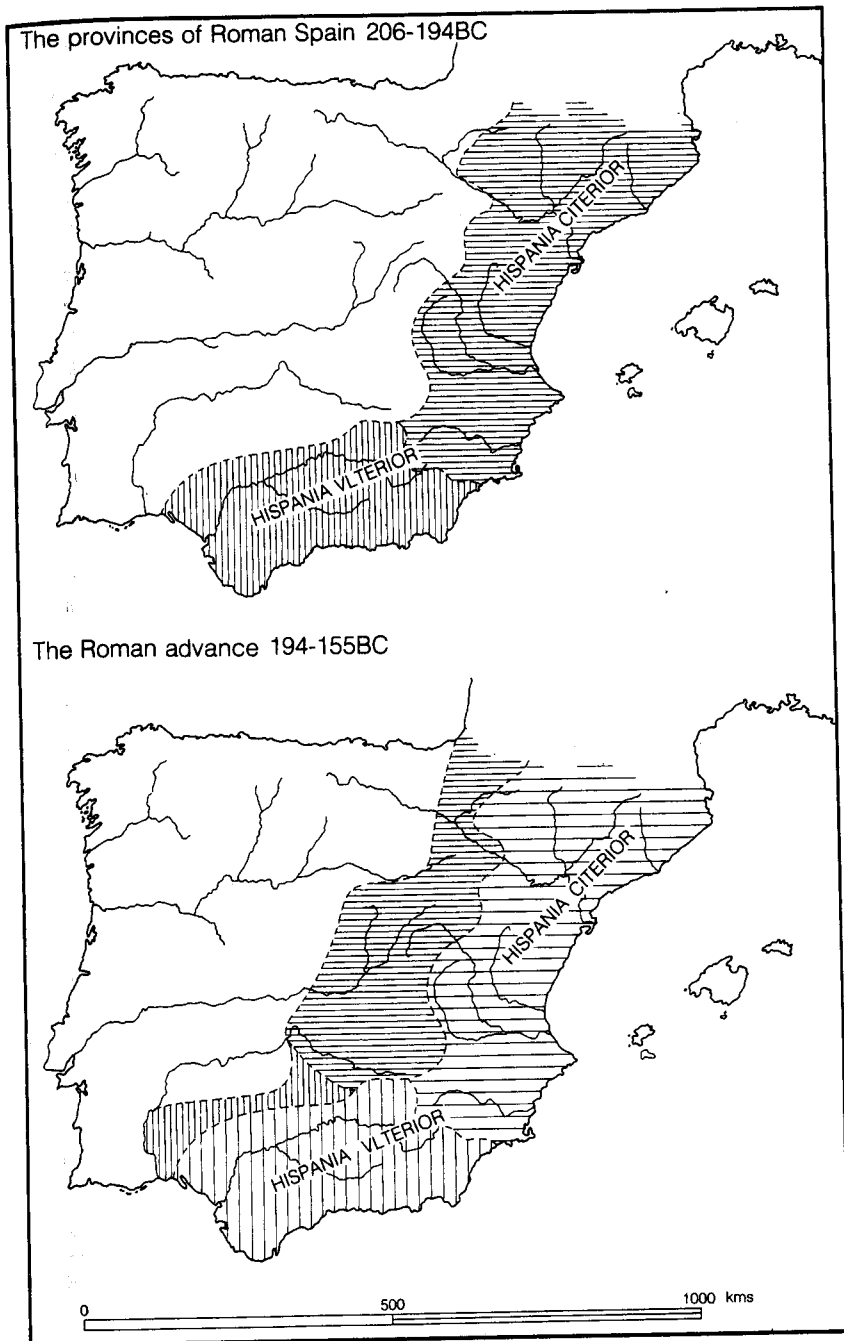 The provinces of Roman Spain 206-194BC
HISPANIA CITERIOR
HISPANIA VLTERIOR
The Roman advance 194-155BC
HISPANIA CITERIOR
HISPANIA VLTERIOR
0 500 1000 kms